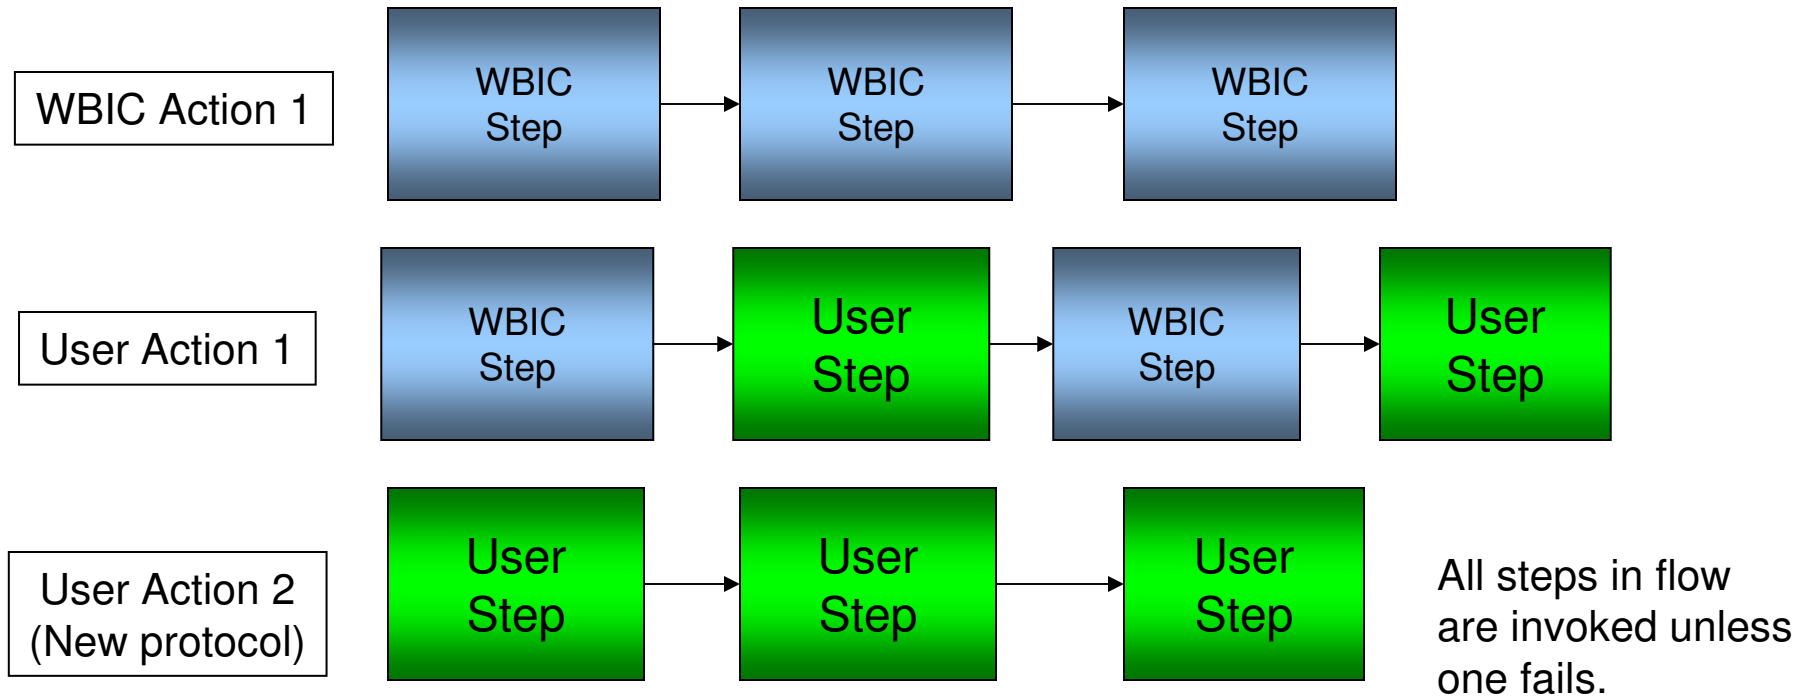 WBIC Action 1
WBIC
Step
WBIC
Step
WBIC
Step
User Action 1
WBIC
Step
User
Step
WBIC
Step
User
Step
User Action 2
(New protocol)
User
Step
User
Step
User
Step
All steps in flow
are invoked unless
one fails.